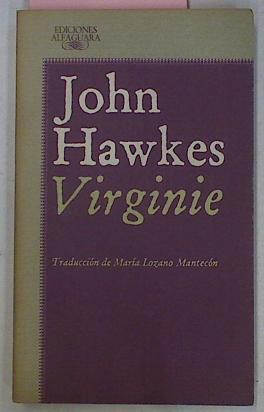 EDICIONES
ALFAGUARA
John
Hawkes
Virginie
Traducción de María Lozano Mantecón